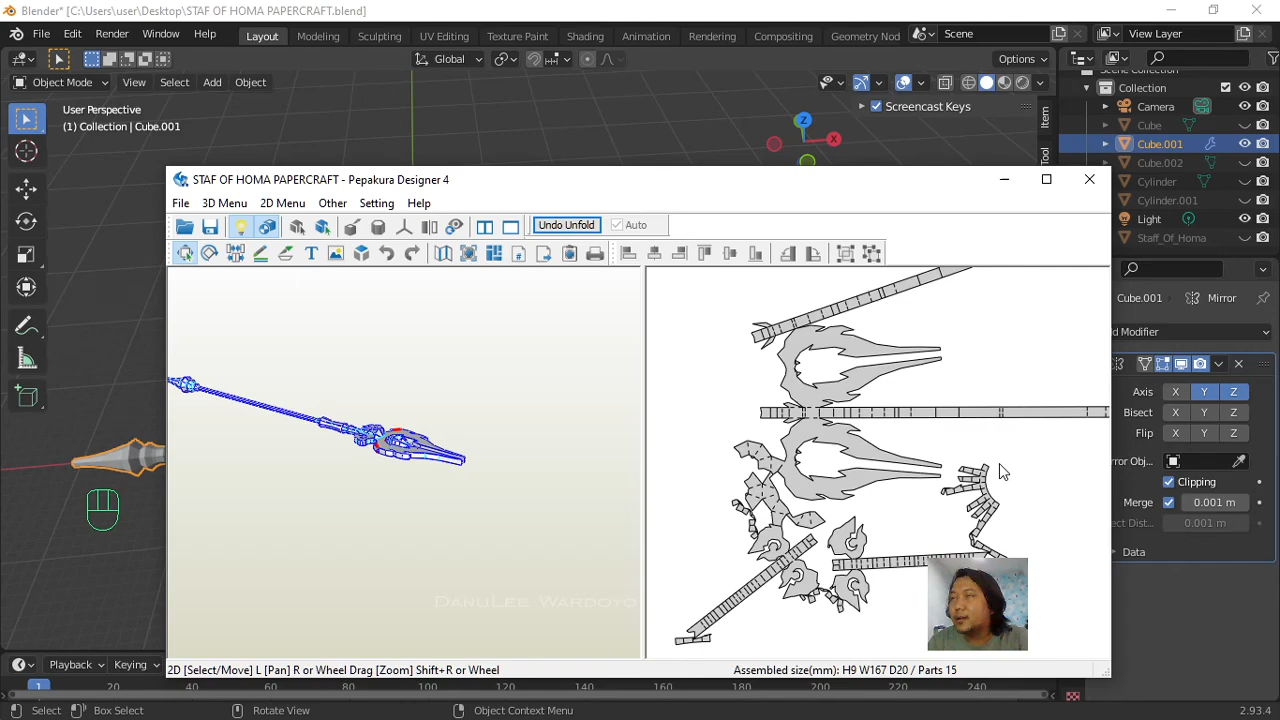 Blender* [C:\Users\user\Desktop\STAF OF HOMA PAPERCRAFT.blend]
File Edit Render Window Help Layout Modeling Sculpting UV Editing Texture Paint Shading Animation Rendering Compositing Geometry Nod Scene View Layer
Global Options
Object Mode View Select Add Object
User Perspective
(1) Collection | Cube.001
Screencast Keys
Z
X
Item
Tool
Scene Collection
Collection
Camera
Cube
Cube.001
Cube.002
Cylinder
Cylinder.001
Light
Staff_Of_Homa
STAF OF HOMA PAPERCRAFT - Pepakura Designer 4
File 3D Menu 2D Menu Other Setting Help
Undo Unfold Auto
Cube.001 Mirror
dd Modifier
Axis X Y Z
Bisect X Y Z
Flip X Y Z
rror Obj...
Clipping
Merge 0.001 m
sect Dist... 0.001 m
Data
DanuLee Wardoyo
2D [Select/Move] L [Pan] R or Wheel Drag [Zoom] Shift+R or Wheel Assembled size(mm): H9 W167 D20 / Parts 15
Playback Keying
1 20 40 60 80 100 120 140 160 180 200 220 240
Select Box Select Rotate View Object Context Menu 2.93.4